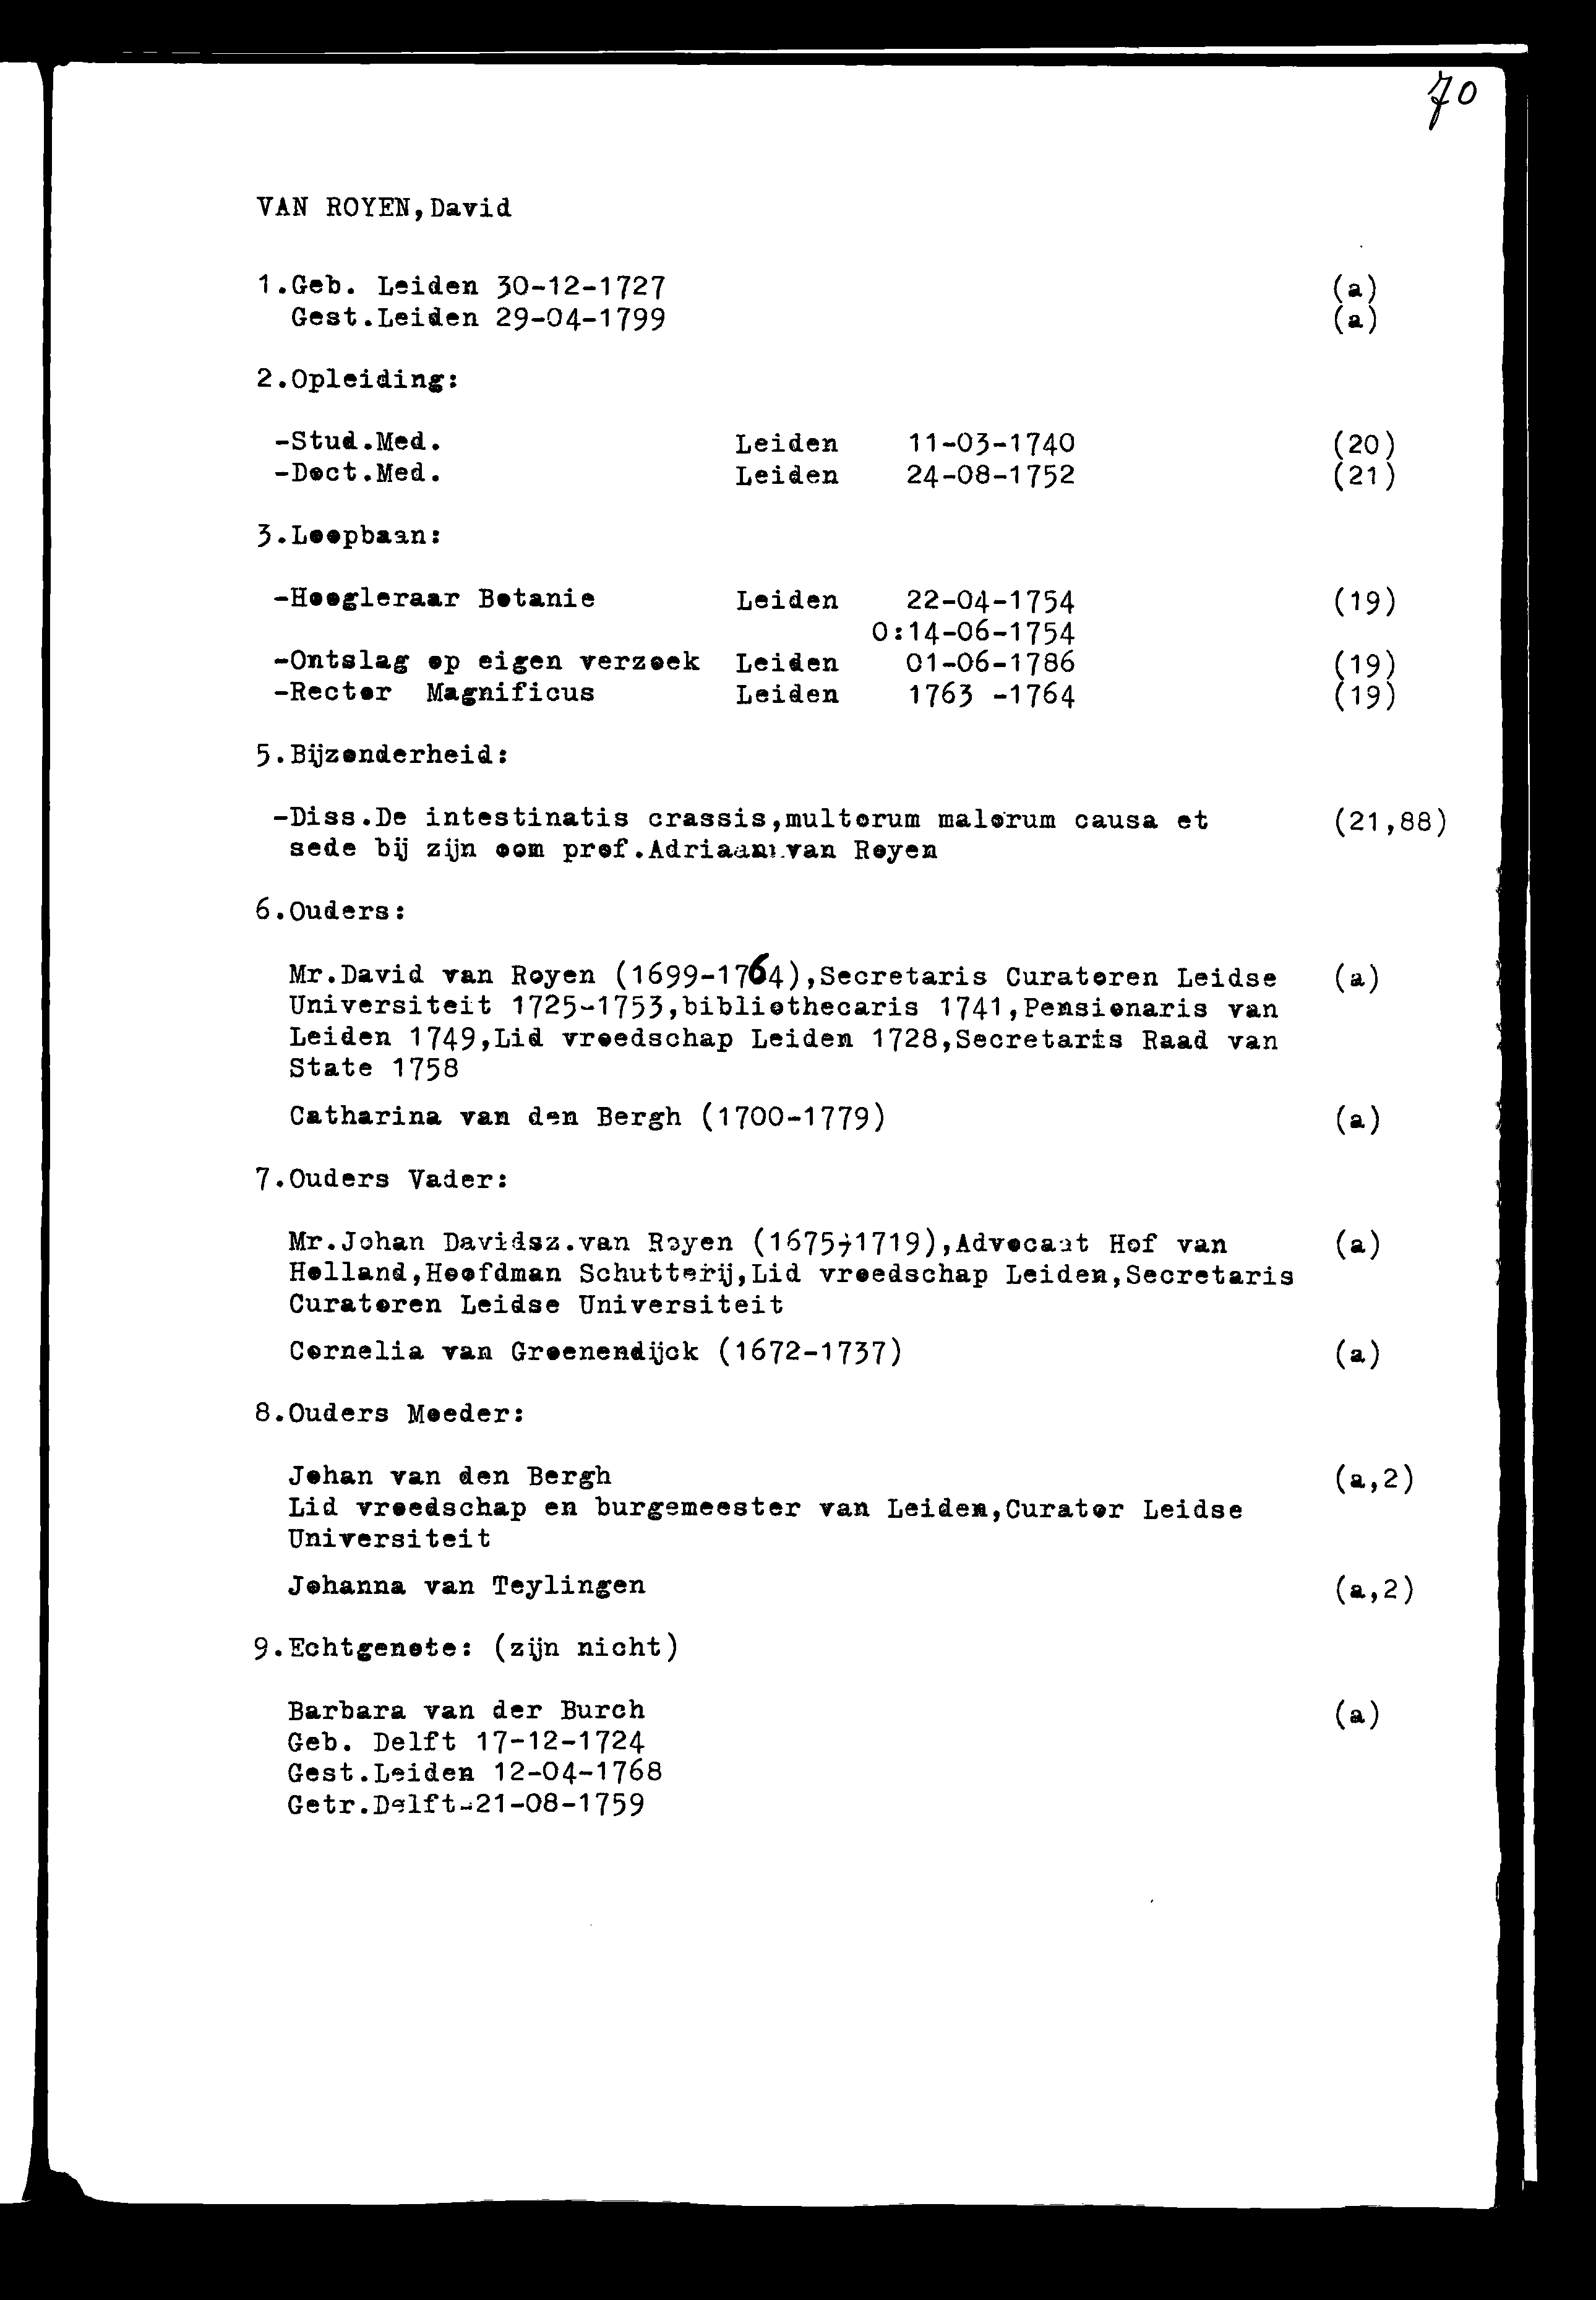 70
VAN ROYEN,David
1.Geb. Leiden 30-12-1727 (a)
Gest.Leiden 29-04-1799 (a)
2.Opleiding:
-Stud.Med. Leiden 11-03-1740 (20)
-Doct.Med. Leiden 24-08-1752 (21)
3.Loopbaan:
-Hoogleraar Botanie Leiden 22-04-1754 (19)
O:14-06-1754
-Ontslag op eigen verzoek Leiden 01-06-1786 (19)
-Rector Magnificus Leiden 1763 -1764 (19)
5.Bijzonderheid:
-Diss.De intestinatis crassis,multorum malorum causa et (21,88)
sede bij zijn oom prof.Adriaan van Royen
6.Ouders:
Mr.David van Royen (1699-1764),Secretaris Curatoren Leidse (a)
Universiteit 1725-1753,bibliothecaris 1741,Pensionaris van
Leiden 1749,Lid vroedschap Leiden 1728,Secretaris Raad van
State 1758
Catharina van den Bergh (1700-1779) (a)
7.Ouders Vader:
Mr.Johan Davidsz.van Royen (1675-1719),Advocaat Hof van (a)
Holland,Hoofdman Schutterij,Lid vroedschap Leiden,Secretaris
Curatoren Leidse Universiteit
Cornelia van Groenendijck (1672-1737) (a)
8.Ouders Moeder:
Johan van den Bergh (a,2)
Lid vroedschap en burgemeester van Leiden,Curator Leidse
Universiteit
Johanna van Teylingen (a,2)
9.Echtgenote: (zijn nicht)
Barbara van der Burch (a)
Geb. Delft 17-12-1724
Gest.Leiden 12-04-1768
Getr.Delft-21-08-1759